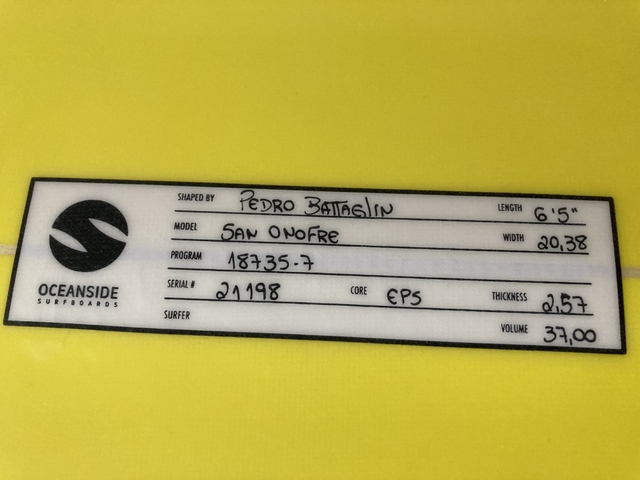 SHAPED BY PEDRO BATTAGLIN LENGTH 6'5"
MODEL SAN ONOFRE WIDTH 20,38
PROGRAM 18735-7
SERIAL # 21198 CORE EPS THICKNESS 2,57
SURFER VOLUME 37,00
OCEANSIDE
SURFBOARDS